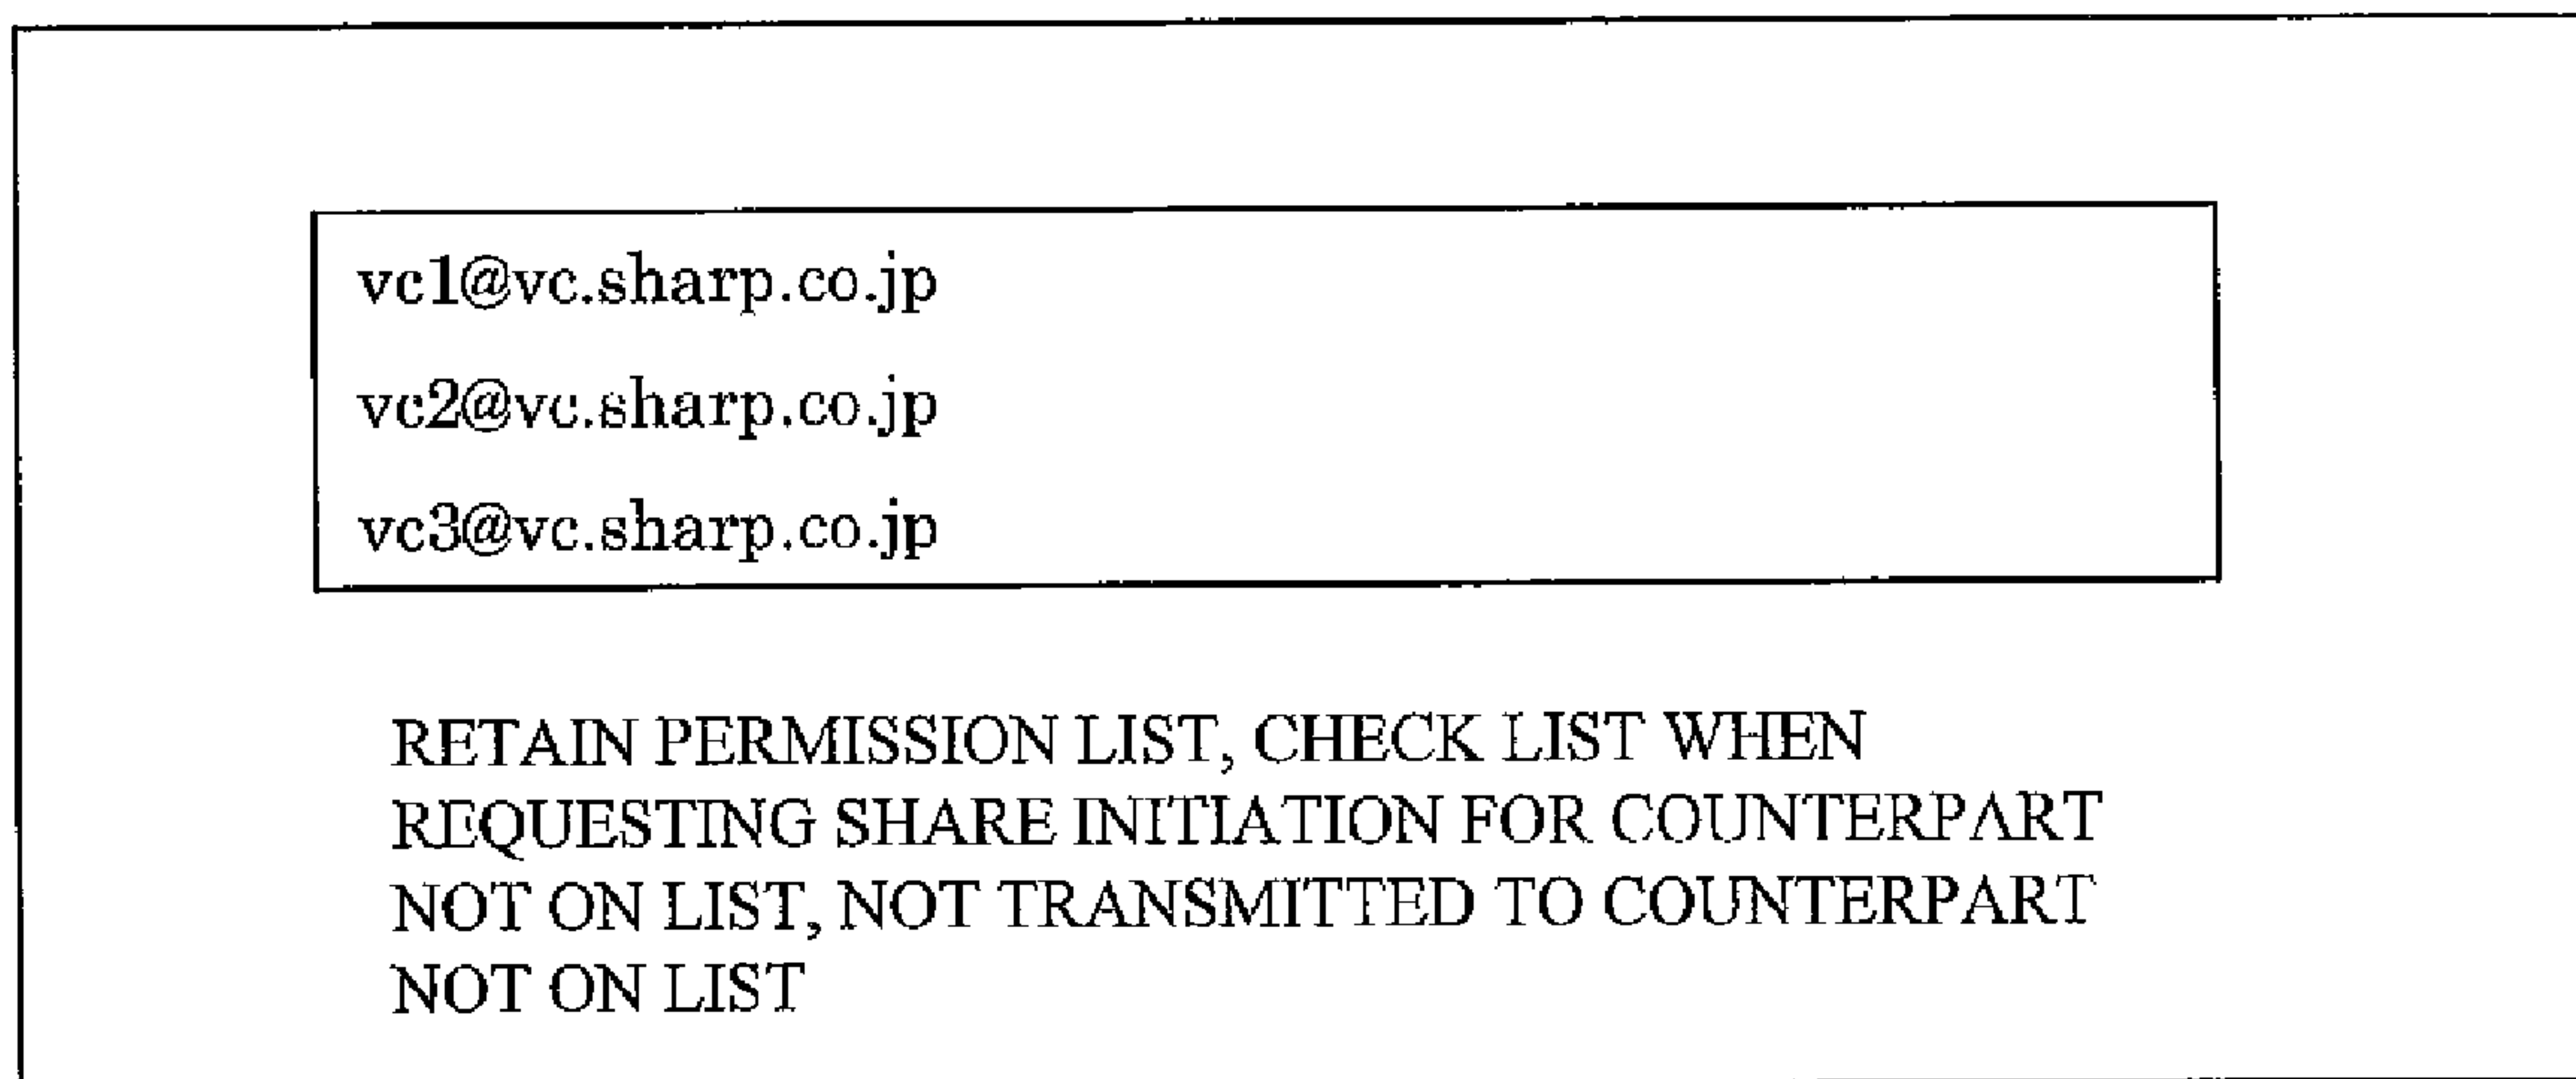 vc1@vc.sharp.co.jp
vc2@vc.sharp.co.jp
vc3@vc.sharp.co.jp
RETAIN PERMISSION LIST, CHECK LIST WHEN
REQUESTING SHARE INITIATION FOR COUNTERPART
NOT ON LIST, NOT TRANSMITTED TO COUNTERPART
NOT ON LIST